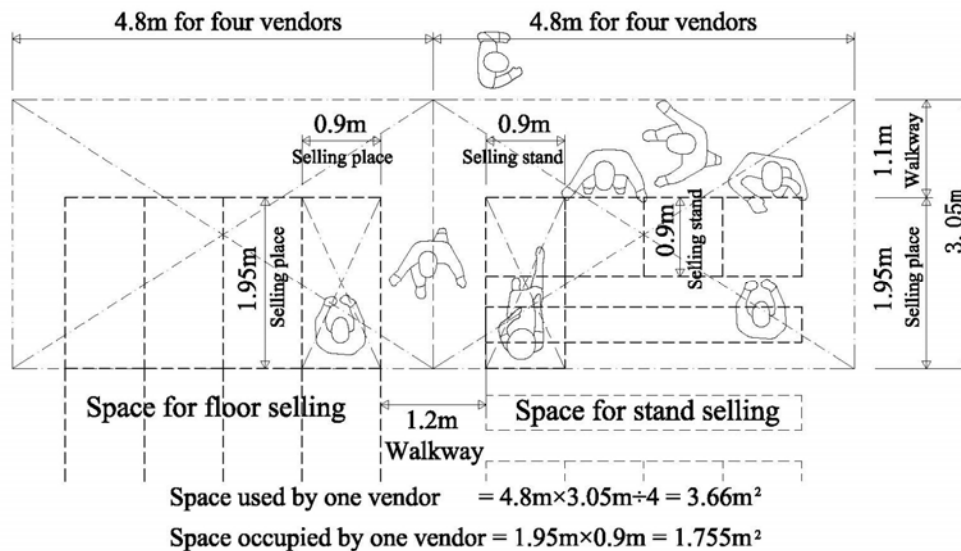 4.8m for four vendors
4.8m for four vendors
0.9m
Selling place
0.9m
Selling stand
1.1m
Walkway
1.95m
Selling place
0.9m
Selling stand
1.95m
Selling place
3.05m
Space for floor selling
1.2m
Walkway
Space for stand selling
Space used by one vendor = 4.8m×3.05m÷4 = 3.66m²
Space occupied by one vendor = 1.95m×0.9m = 1.755m²